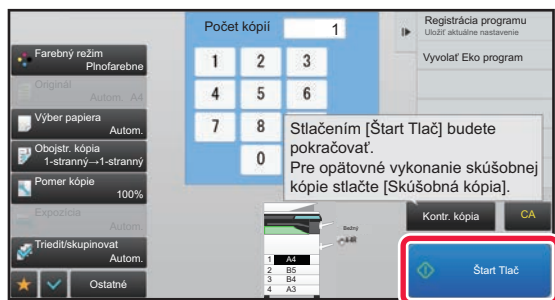 Počet kópií 1
Registrácia programu
Uložiť aktuálne nastavenie
Vyvolať Eko program
Farebný režim
Plnofarebne
Originál
Autom. A4
Výber papiera
Autom.
Obojstr. kópia
1-stranný→1-stranný
Pomer kópie
100%
Expozícia
Autom.
Triediť/skupinovat
Autom.
Ostatné
1 2 3
4 5 6
7 8
0
Stlačením [Štart Tlač] budete
pokračovať.
Pre opätovné vykonanie skúšobnej
kópie stlačte [Skúšobná kópia].
Bežný
A4R
1 A4
2 B5
3 B4
4 A3
Kontr. kópia
CA
Štart Tlač